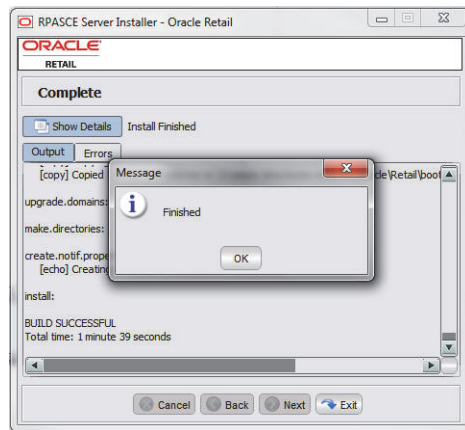 RPASCE Server Installer - Oracle Retail
ORACLE
RETAIL
Complete
Show Details Install Finished
Output Errors
[copy] Copied
de\Retail\boot
Message
Finished
OK
upgrade.domains:
make.directories:
create.notif.prope
[echo] Creating
install:
BUILD SUCCESSFUL
Total time: 1 minute 39 seconds
Cancel Back Next Exit